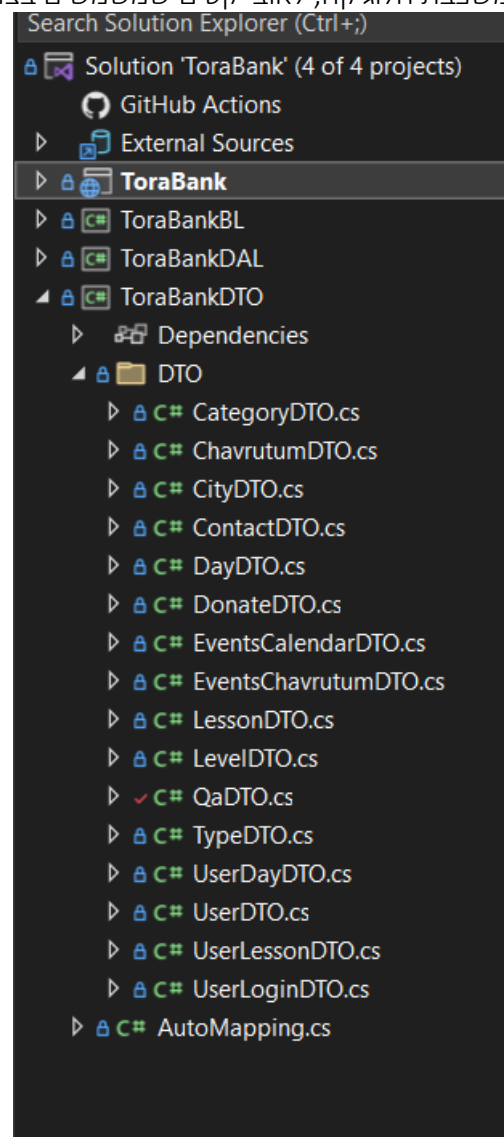 Search Solution Explorer (Ctrl+;)
Solution 'ToraBank' (4 of 4 projects)
GitHub Actions
External Sources
ToraBank
C# ToraBankBL
C# ToraBankDAL
C# ToraBankDTO
Dependencies
DTO
C# CategoryDTO.cs
C# ChavrutumDTO.cs
C# CityDTO.cs
C# ContactDTO.cs
C# DayDTO.cs
C# DonateDTO.cs
C# EventsCalendarDTO.cs
C# EventsChavrutumDTO.cs
C# LessonDTO.cs
C# LevelDTO.cs
C# QaDTO.cs
C# TypeDTO.cs
C# UserDayDTO.cs
C# UserDTO.cs
C# UserLessonDTO.cs
C# UserLoginDTO.cs
C# AutoMapping.cs